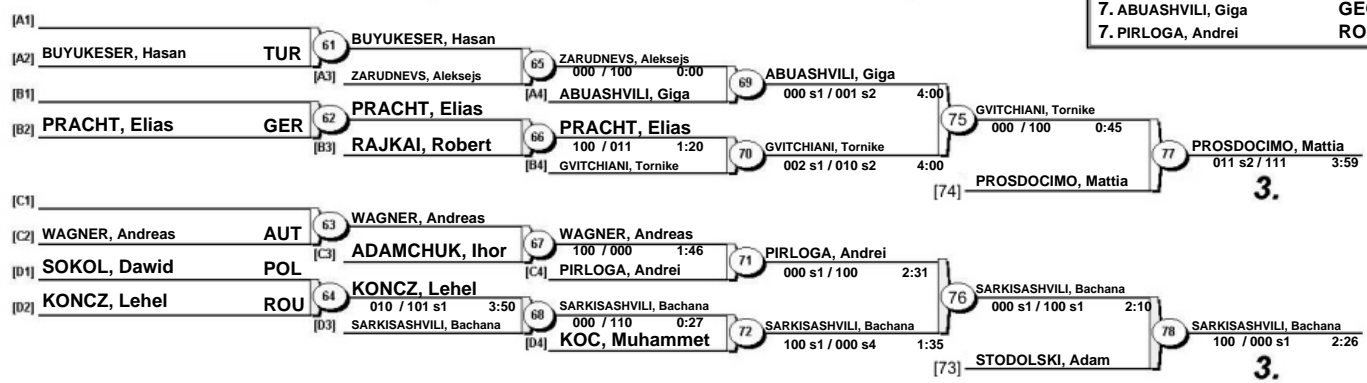 7. ABUASHVILI, Giga GEO
7. PIRLOGA, Andrei RO
[A1]
[A2] BUYUKESER, Hasan TUR
61
BUYUKESER, Hasan
[A3] ZARUDNEVS, Aleksejs
65
ZARUDNEVS, Aleksejs
000 / 100 0:00
[A4] ABUASHVILI, Giga
69
ABUASHVILI, Giga
000 s1 / 001 s2 4:00
[B1]
[B2] PRACHT, Elias GER
62
PRACHT, Elias
[B3] RAJKAI, Robert
66
PRACHT, Elias
100 / 011 1:20
[B4] GVITCHIANI, Tornike
70
GVITCHIANI, Tornike
002 s1 / 010 s2 4:00
75
GVITCHIANI, Tornike
000 / 100 0:45
[74] PROSDOCIMO, Mattia
77
PROSDOCIMO, Mattia
011 s2 / 111 3:59
3.
[C1]
[C2] WAGNER, Andreas AUT
63
WAGNER, Andreas
[C3] ADAMCHUK, Ihor
67
WAGNER, Andreas
100 / 000 1:46
[C4] PIRLOGA, Andrei
71
PIRLOGA, Andrei
000 s1 / 100 2:31
[D1] SOKOL, Dawid POL
[D2] KONCZ, Lehel ROU
64
KONCZ, Lehel
010 / 101 s1 3:50
[D3] SARKISASHVILI, Bachana
68
SARKISASHVILI, Bachana
000 / 110 0:27
[D4] KOC, Muhammet
72
SARKISASHVILI, Bachana
100 s1 / 000 s4 1:35
76
SARKISASHVILI, Bachana
000 s1 / 100 s1 2:10
[73] STODOLSKI, Adam
78
SARKISASHVILI, Bachana
100 / 000 s1 2:26
3.